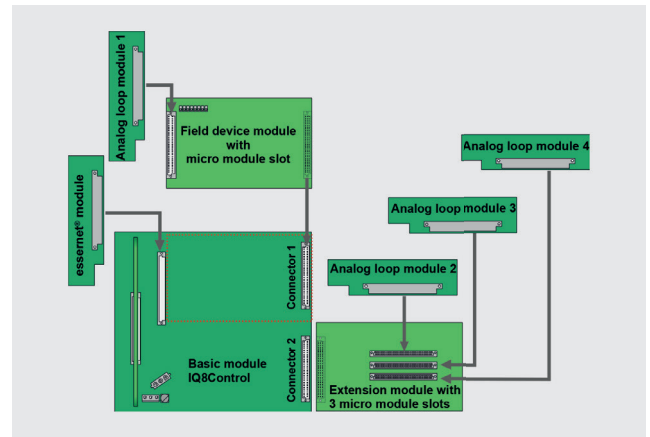 Analog loop module 1
Field device module
with
micro module slot
Analog loop module 4
essernet® module
Analog loop module 3
Connector 1
Analog loop module 2
Basic module
IQ8Control
Connector 2
Extension module with
3 micro module slots